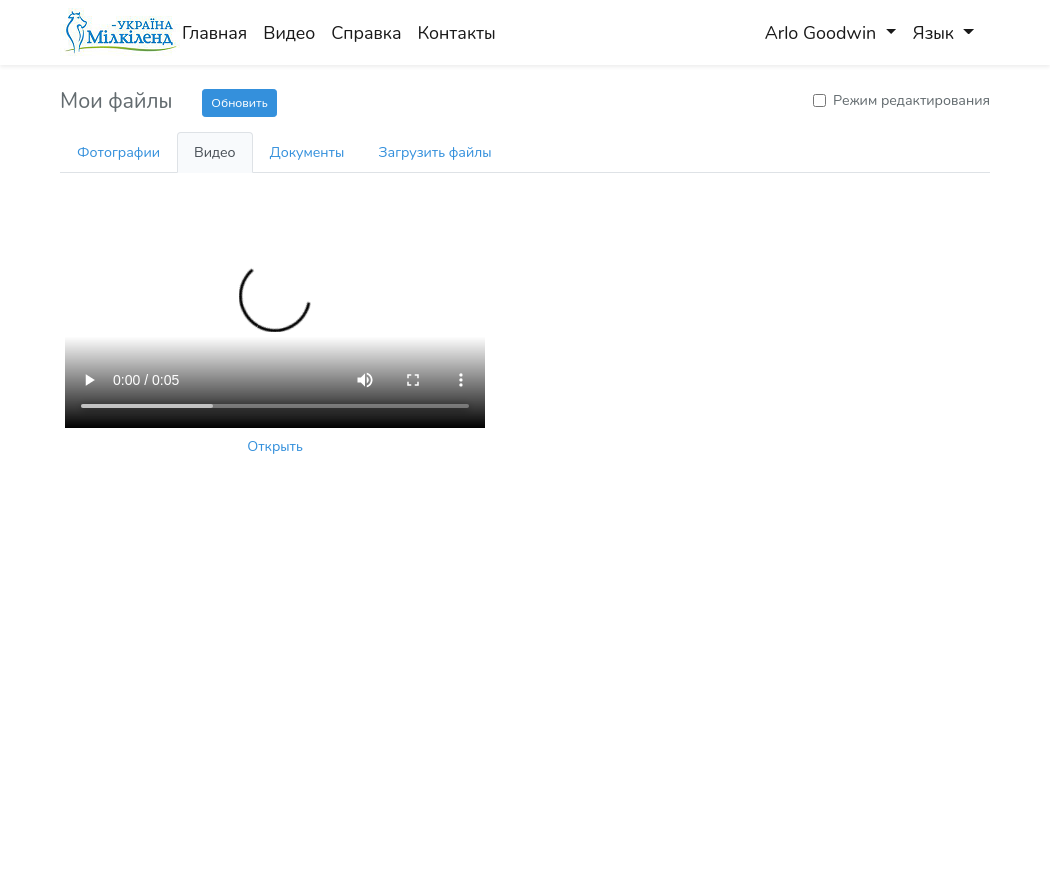 -УКРАЇНА
Мілкіленд
Главная Видео Справка Контакты Arlo Goodwin Язык
Мои файлы Обновить Режим редактирования
Фотографии Видео Документы Загрузить файлы
0:00 / 0:05
Открыть